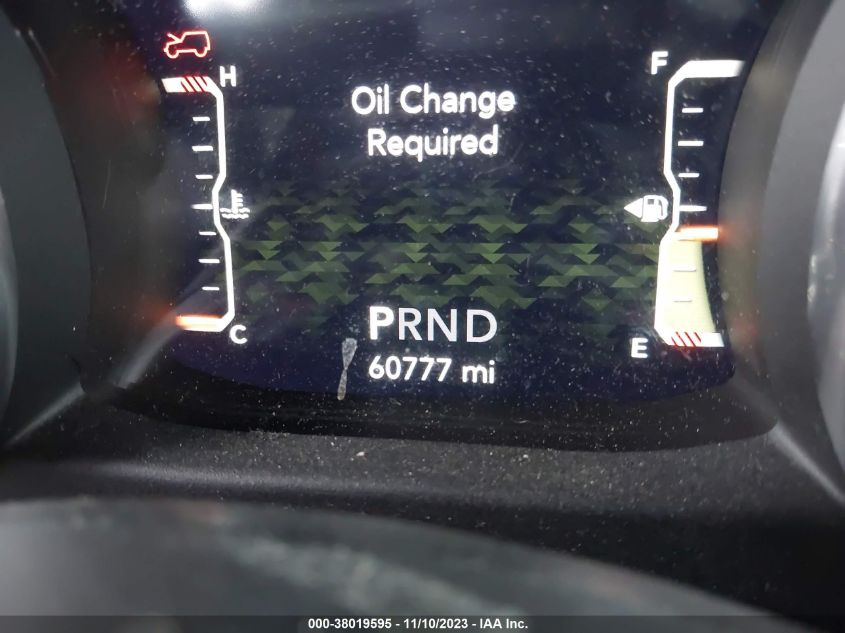 H
F
Oil Change
Required
PRND
C
E
60777 mi
000-38019595 - 11/10/2023 - IAA Inc.